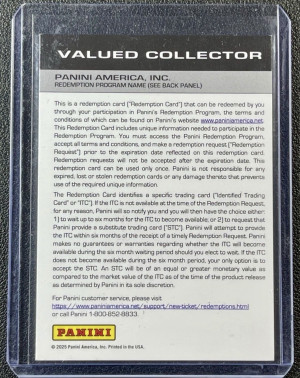 VALUED COLLECTOR
PANINI AMERICA, INC.
REDEMPTION PROGRAM NAME (SEE BACK PANEL)
This is a redemption card ("Redemption Card") that can be redeemed by you
through your participation in Panini's Redemption Program, the terms and
conditions of which can be found on Panini's website www.paniniamerica.net.
This Redemption Card includes unique information needed to participate in the
Redemption Program. You must access the Panini Redemption Program,
accept all terms and conditions, and make a redemption request ("Redemption
Request") prior to the expiration date reflected on this redemption card.
Redemption requests will not be accepted after the expiration date. This
redemption card can be used only once. Panini is not responsible for any
expired, lost or stolen redemption cards or any damage thereto that prevents
use of the required unique information.
The Redemption Card identifies a specific trading card ("Identified Trading
Card" or "ITC"). If the ITC is not available at the time of the Redemption Request,
for any reason, Panini will so notify you and you will then have the choice either:
1) to wait up to six months for the ITC to become available; or 2) to request that
Panini provide a substitute trading card ("STC"). Panini will attempt to provide
the ITC within six months of the receipt of a timely Redemption Request. Panini
makes no guarantees or warranties regarding whether the ITC will become
available during the six month waiting period should you elect to wait. If the ITC
does not become available during the six month period, your only option is to
accept the STC. An STC will be of an equal or greater monetary value as
compared to the market value of the ITC as of the time of the product release
as determined by Panini in its sole discretion.
For Panini customer service, please visit
https://www.paniniamerica.net/support/new-ticket/redemptions.html
or call Panini 1-800-852-8833.
PANINI
© 2025 Panini America, Inc. Printed in the USA.